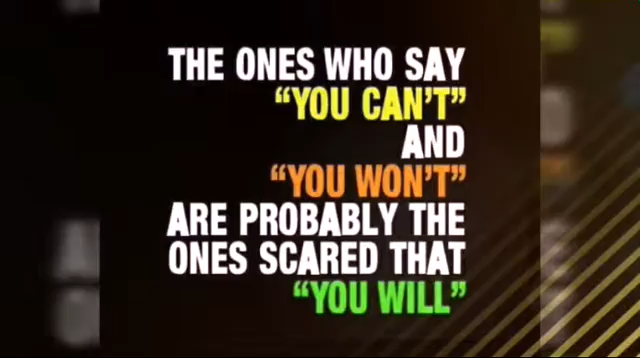 THE ONES WHO SAY
“YOU CAN’T”
AND
“YOU WON’T”
ARE PROBABLY THE
ONES SCARED THAT
“YOU WILL”